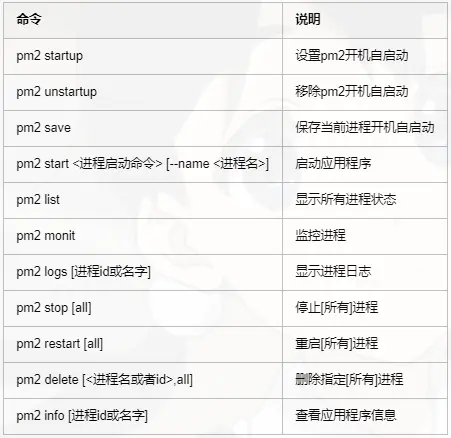 命令 说明
pm2 startup 设置pm2开机自启动
pm2 unstartup 移除pm2开机自启动
pm2 save 保存当前进程开机自启动
pm2 start <进程启动命令> [--name <进程名>] 启动应用程序
pm2 list 显示所有进程状态
pm2 monit 监控进程
pm2 logs [进程id或名字] 显示进程日志
pm2 stop [all] 停止[所有]进程
pm2 restart [all] 重启[所有]进程
pm2 delete [<进程名或者id>,all] 删除指定[所有]进程
pm2 info [进程id或名字] 查看应用程序信息